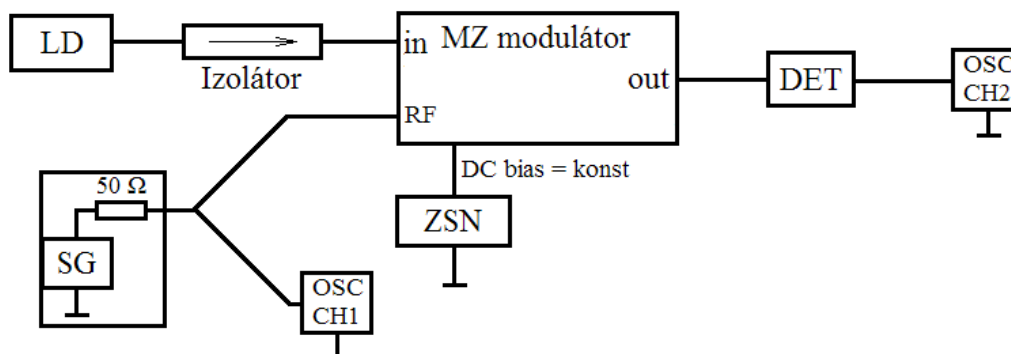 LD
Izolátor
in MZ modulátor
out
RF
DET
OSC
CH2
DC bias = konst
ZSN
50 Ω
SG
OSC
CH1